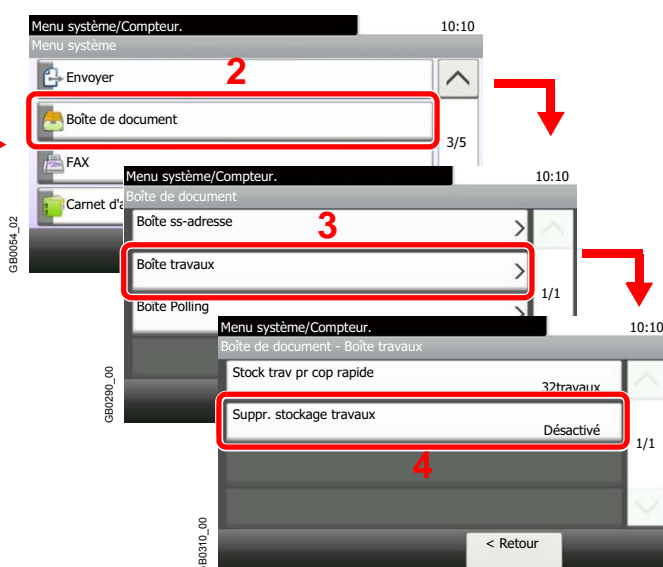 Menu système/Compteur.
10:10
Menu système
Envoyer
2
Boîte de document
3/5
FAX
Carnet d'a
GB0054_02
Menu système/Compteur.
10:10
Boîte de document
Boîte ss-adresse
3
Boîte travaux
1/1
Boîte Polling
GB0290_00
Menu système/Compteur.
10:10
Boîte de document - Boîte travaux
Stock trav pr cop rapide
32travaux
Suppr. stockage travaux
Désactivé
1/1
4
GB0310_00
< Retour